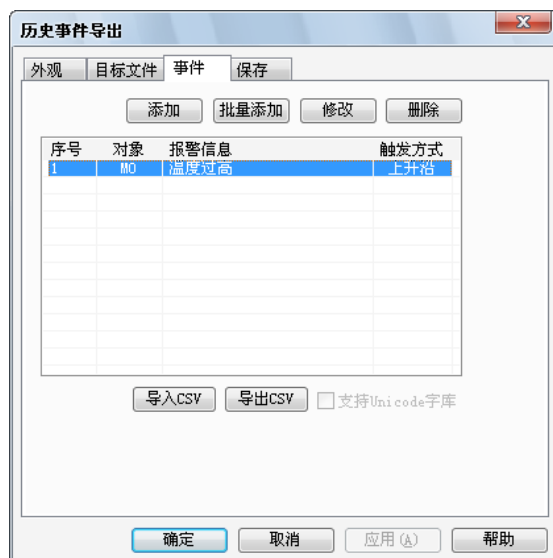 历史事件导出
外观 目标文件 事件 保存
添加 批量添加 修改 删除
序号 对象 报警信息 触发方式
1 M0 温度过高 上升沿
导入CSV 导出CSV 支持Unicode字库
确定 取消 应用(A) 帮助